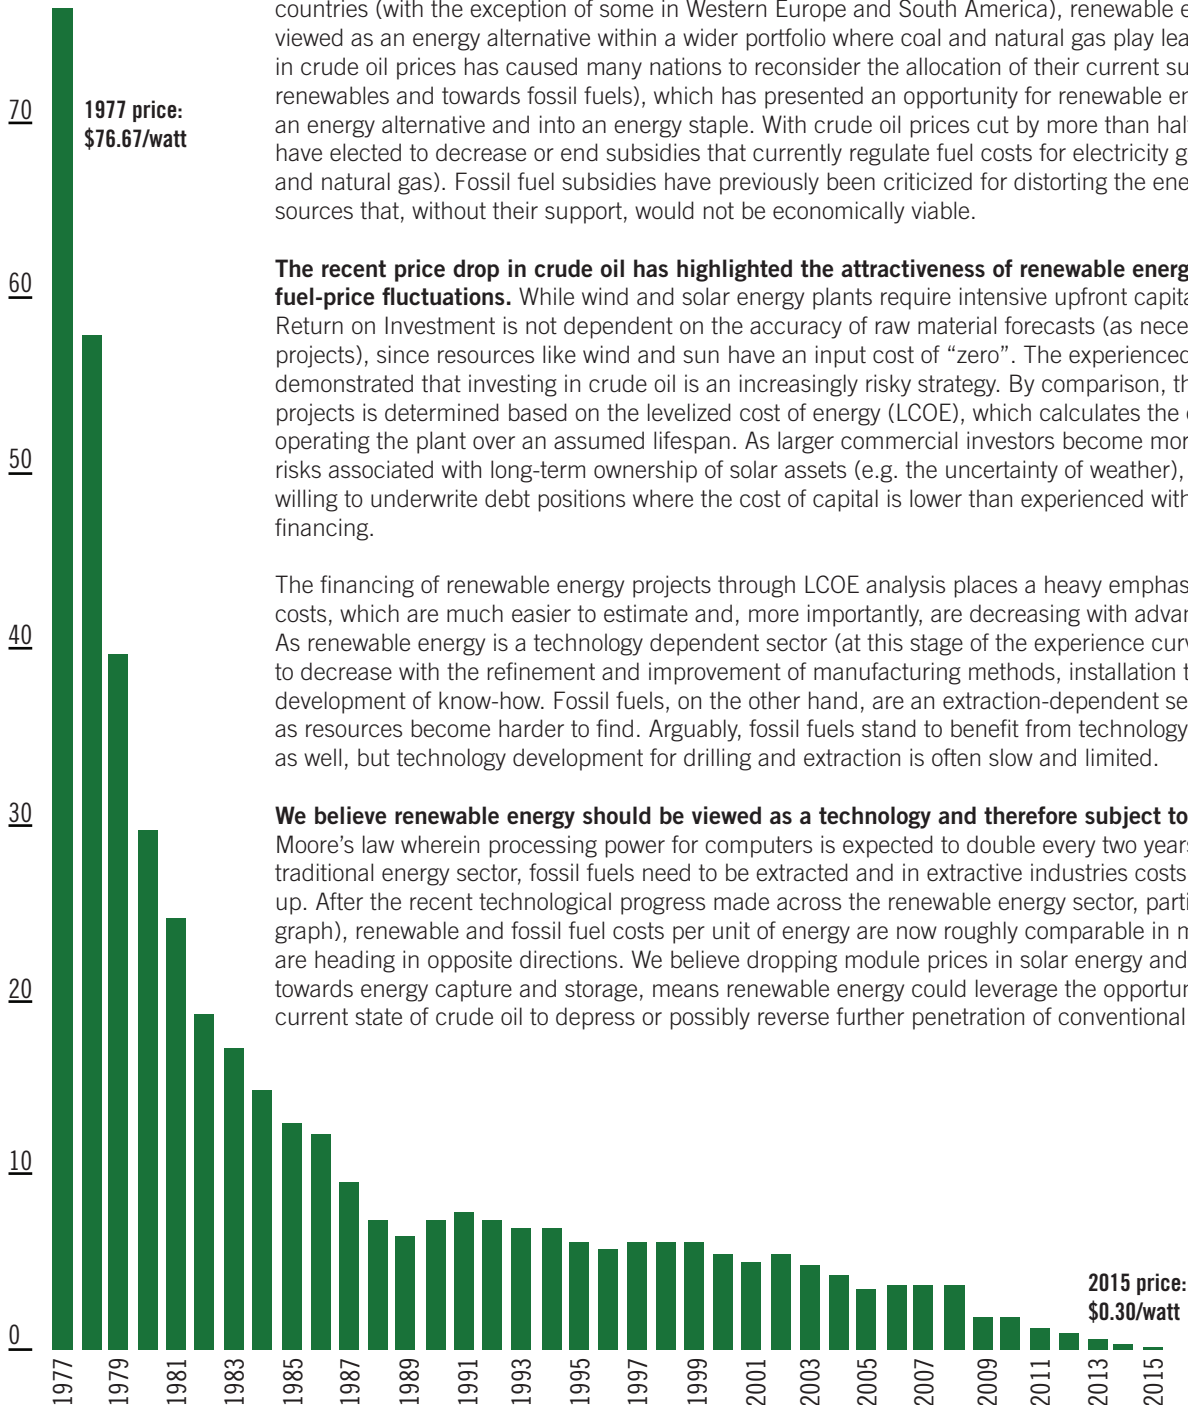 countries (with the exception of some in Western Europe and South America), renewable
viewed as an energy alternative within a wider portfolio where coal and natural gas play
in crude oil prices has caused many nations to reconsider the allocation of their current
renewables and towards fossil fuels), which has presented an opportunity for renewable
an energy alternative and into an energy staple. With crude oil prices cut by more than
have elected to decrease or end subsidies that currently regulate fuel costs for electricity
and natural gas). Fossil fuel subsidies have previously been criticized for distorting the
sources that, without their support, would not be economically viable.
The recent price drop in crude oil has highlighted the attractiveness of renewable
fuel-price fluctuations. While wind and solar energy plants require intensive upfront
Return on Investment is not dependent on the accuracy of raw material forecasts (as
projects), since resources like wind and sun have an input cost of “zero”. The experienced
demonstrated that investing in crude oil is an increasingly risky strategy. By comparison,
projects is determined based on the levelized cost of energy (LCOE), which calculates the
operating the plant over an assumed lifespan. As larger commercial investors become
risks associated with long-term ownership of solar assets (e.g. the uncertainty of weather),
willing to underwrite debt positions where the cost of capital is lower than experienced with
financing.
The financing of renewable energy projects through LCOE analysis places a heavy
costs, which are much easier to estimate and, more importantly, are decreasing with
As renewable energy is a technology dependent sector (at this stage of the experience
to decrease with the refinement and improvement of manufacturing methods, installation
development of know-how. Fossil fuels, on the other hand, are an extraction-dependent
as resources become harder to find. Arguably, fossil fuels stand to benefit from technology
as well, but technology development for drilling and extraction is often slow and limited.
We believe renewable energy should be viewed as a technology and therefore subject to
Moore’s law wherein processing power for computers is expected to double every two
traditional energy sector, fossil fuels need to be extracted and in extractive industries costs
up. After the recent technological progress made across the renewable energy sector,
graph), renewable and fossil fuel costs per unit of energy are now roughly comparable in
are heading in opposite directions. We believe dropping module prices in solar energy and
towards energy capture and storage, means renewable energy could leverage the
current state of crude oil to depress or possibly reverse further penetration of conventional
70
60
50
40
30
20
10
0
1977 price:
$76.67/watt
2015 price:
$0.30/watt
1977
1979
1981
1983
1985
1987
1989
1991
1993
1995
1997
1999
2001
2003
2005
2007
2009
2011
2013
2015